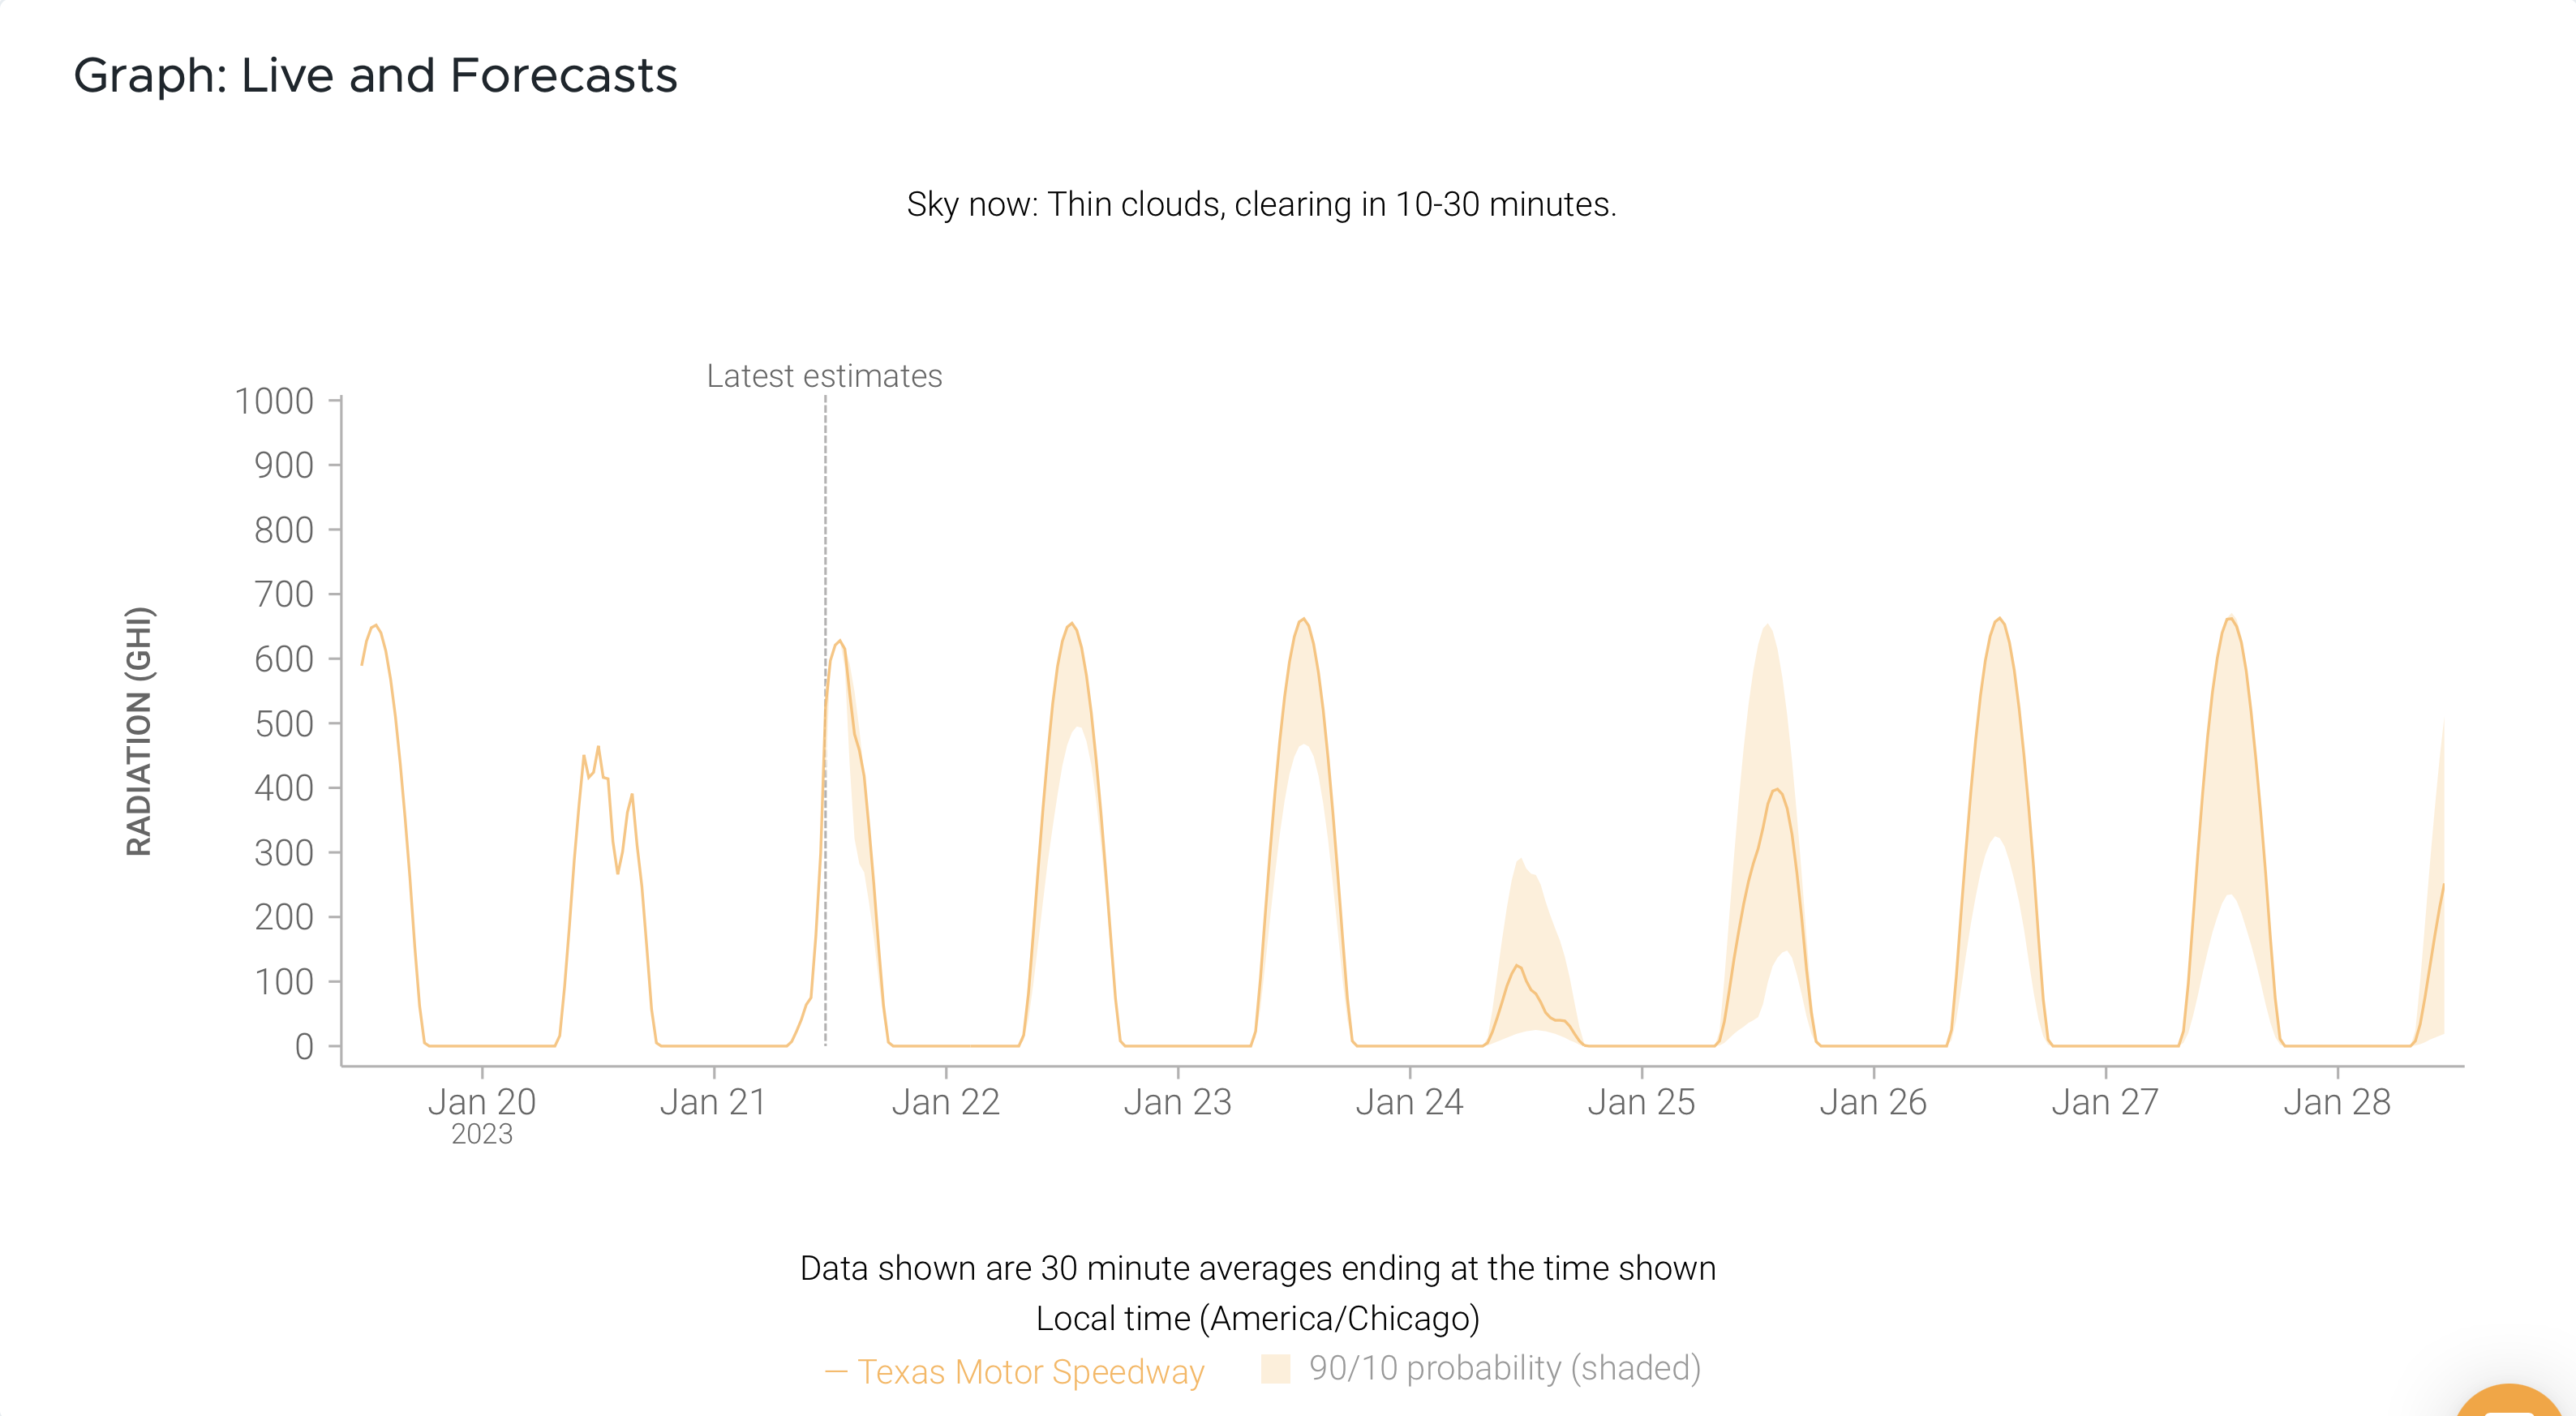 Graph: Live and Forecasts
Sky now: Thin clouds, clearing in 10-30 minutes.
Latest estimates
1000
900
800
700
600
500
400
300
200
100
0
RADIATION (GHI)
Jan 20 Jan 21 Jan 22 Jan 23 Jan 24 Jan 25 Jan 26 Jan 27 Jan 28
2023
Data shown are 30 minute averages ending at the time shown
Local time (America/Chicago)
Texas Motor Speedway 90/10 probability (shaded)